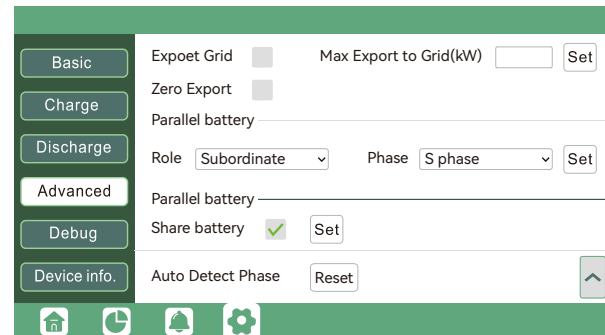 Basic
Charge
Discharge
Advanced
Debug
Device info.
Expoet Grid Max Export to Grid(kW) Set
Zero Export
Parallel battery
Role Subordinate Phase S phase Set
Parallel battery
Share battery Set
Auto Detect Phase Reset